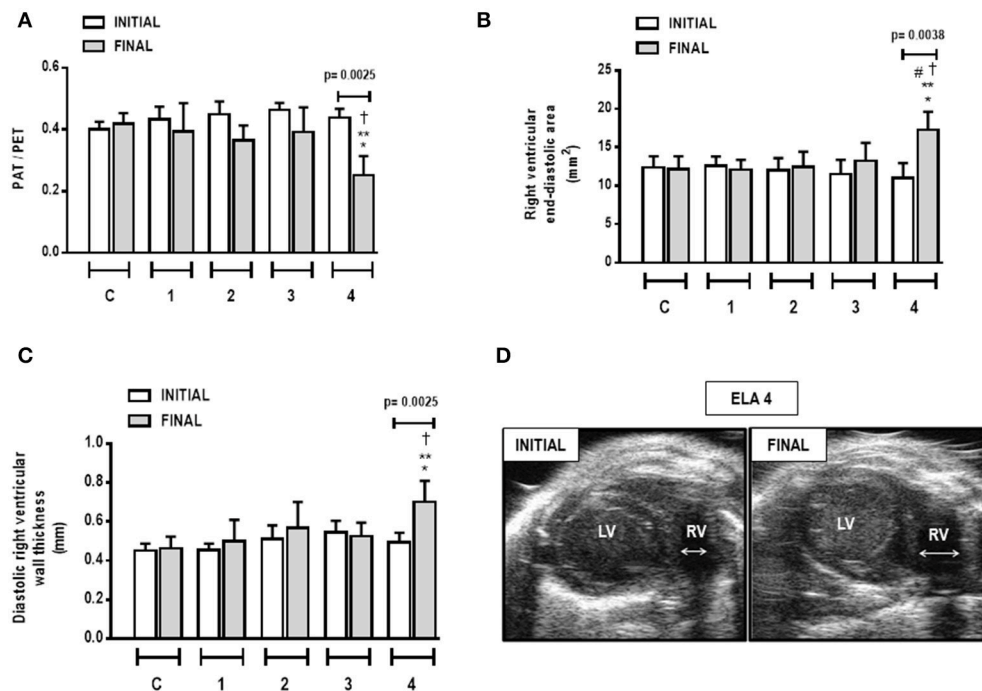 A
INITIAL
FINAL
p= 0.0025
†
**
*
0.6
0.4
0.2
0.0
PAT / PET
C 1 2 3 4
B
INITIAL
FINAL
p= 0.0038
# †
**
*
25
20
15
10
5
0
Right ventricular
end-diastolic area
(mm²)
C 1 2 3 4
C
INITIAL
FINAL
p= 0.0025
†
**
*
1.0
0.8
0.6
0.4
0.2
0.0
Diastolic right ventricular
wall thickness
(mm)
C 1 2 3 4
D
ELA 4
INITIAL
LV
RV
FINAL
LV
RV